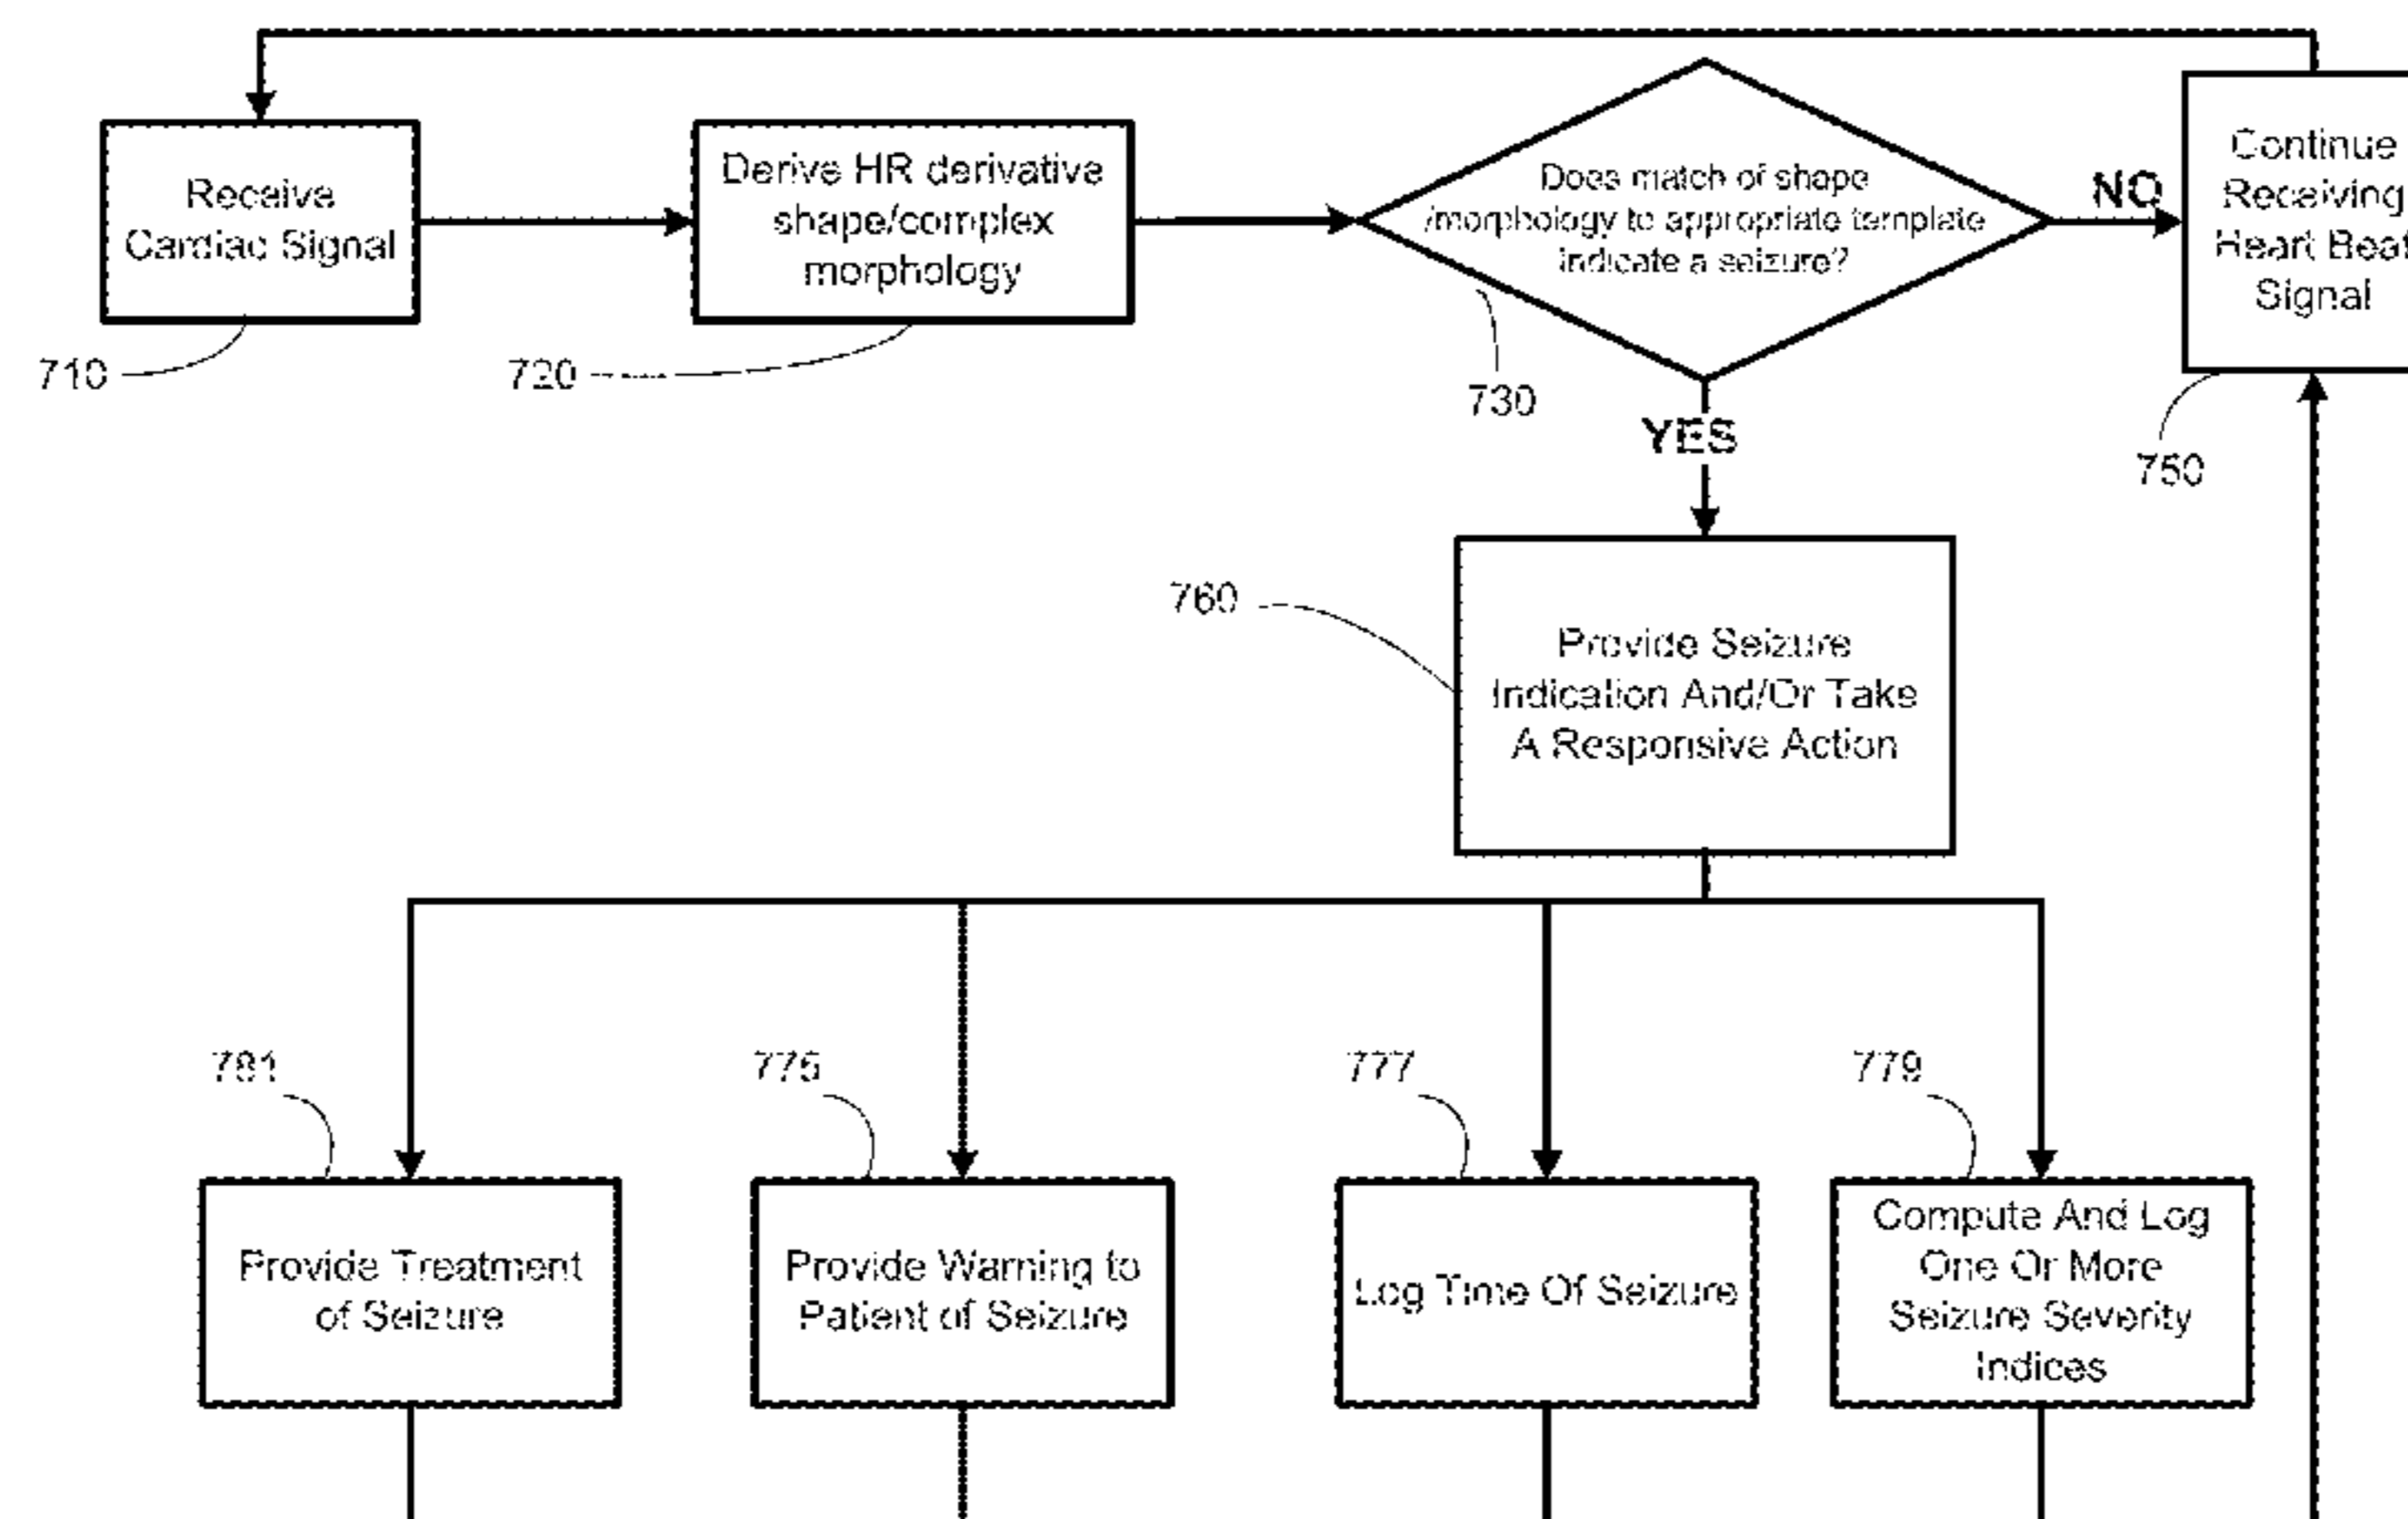 Receive
Cardiac Signal
710
Derive HR derivative
shape/complex
morphology
720
Does match of shape
/morphology to appropriate template
indicate a seizure?
730
NO
Continue
Receiving
Heart Beat
Signal
750
YES
760
Provide Seizure
Indication And/Or Take
A Responsive Action
781
Provide Treatment
of Seizure
775
Provide Warning to
Patient of Seizure
777
Log Time Of Seizure
779
Compute And Log
One Or More
Seizure Severity
Indices